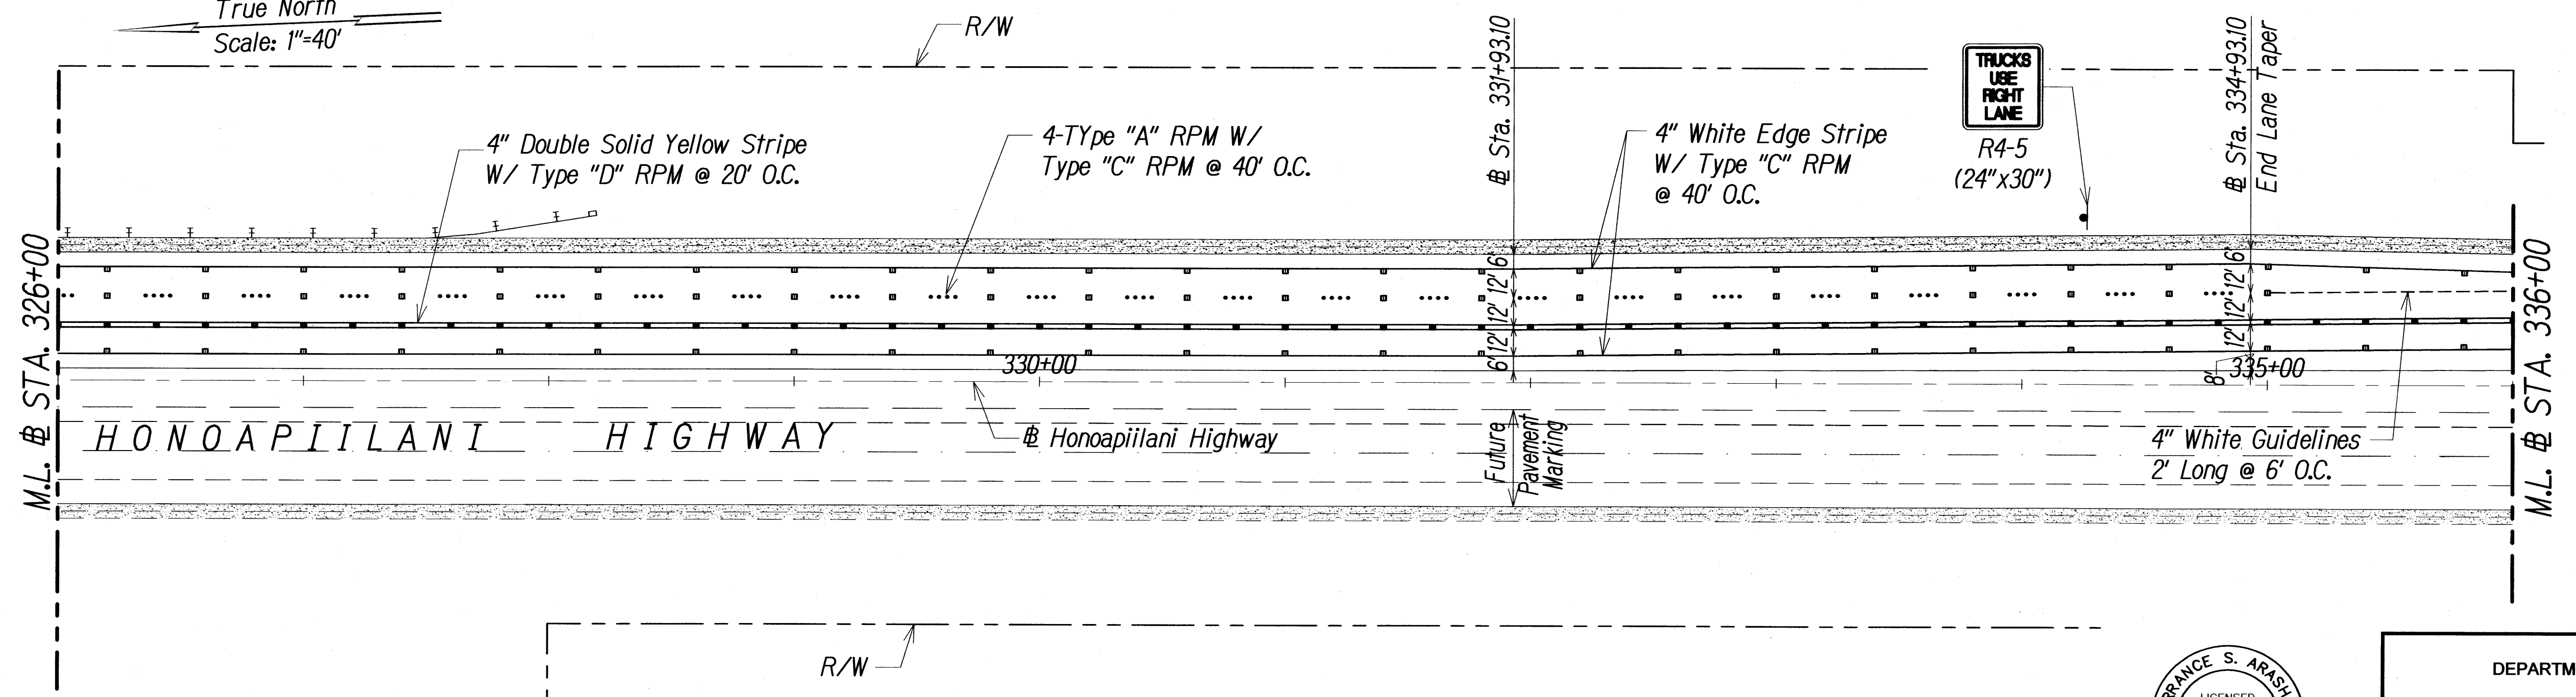 True North
Scale: 1"=40'
R/W
4" Double Solid Yellow Stripe
W/ Type "D" RPM @ 20' O.C.
4-TYpe "A" RPM W/
Type "C" RPM @ 40' O.C.
4" White Edge Stripe
W/ Type "C" RPM
@ 40' O.C.
TRUCKS
USE
RIGHT
LANE
R4-5
(24"x30")
℄ Sta. 331+93.10
℄ Sta. 334+93.10
End Lane Taper
M.L. ℄ STA. 326+00
M.L. ℄ STA. 336+00
6'
12'
12'
12'
6'
6'
12'
12'
12'
8'
330+00
335+00
HONOAPIILANI HIGHWAY
℄ Honoapiilani Highway
Future
Pavement
Marking
4" White Guidelines
2' Long @ 6' O.C.
R/W
S. ARASH
LICENSED
DEPARTM